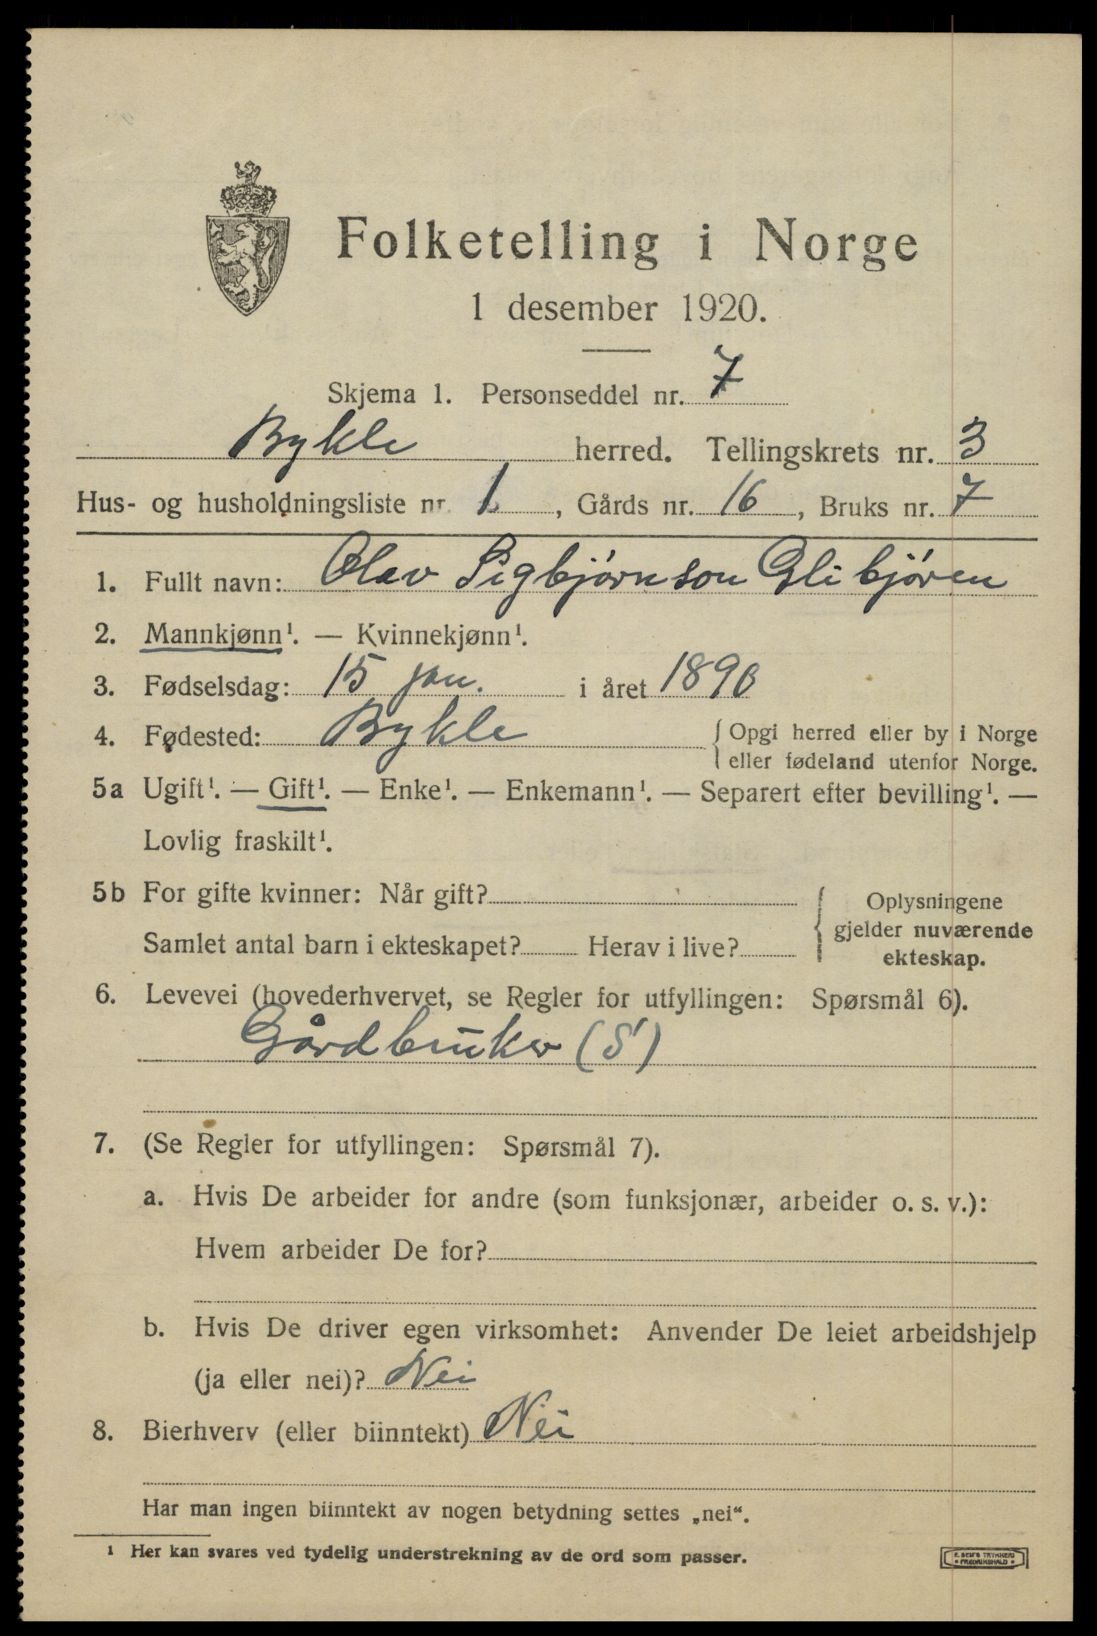 Folketelling i Norge
1 desember 1920.
Skjema 1. Personseddel nr. 7
Bykle herred. Tellingskrets nr. 3
Hus- og husholdningsliste nr. 1, Gårds nr. 16, Bruks nr. 7
1. Fullt navn: Olav Sigbjørnson Glibjören
2. Mannkjønn¹. — Kvinnekjønn¹.
3. Fødselsdag: 15 jan. i året 1890
4. Fødested: Bykle { Opgi herred eller by i Norge
eller fødeland utenfor Norge.
5a Ugift¹. — Gift¹. — Enke¹. — Enkemann¹. — Separert efter bevilling¹. —
Lovlig fraskilt¹.
5b For gifte kvinner: Når gift?
Samlet antal barn i ekteskapet? Herav i live?
{ Oplysningene
gjelder nuværende
ekteskap.
6. Levevei (hovederhvervet, se Regler for utfyllingen: Spørsmål 6).
Gårdbruker (S)
7. (Se Regler for utfyllingen: Spørsmål 7).
a. Hvis De arbeider for andre (som funksjonær, arbeider o. s. v.):
Hvem arbeider De for?
b. Hvis De driver egen virksomhet: Anvender De leiet arbeidshjelp
(ja eller nei)? Nei
8. Bierhverv (eller biinntekt) Nei
Har man ingen biinntekt av nogen betydning settes „nei“.
¹ Her kan svares ved tydelig understrekning av de ord som passer.
E. SEM'S TRYKKERI
FREDRIKSHALD